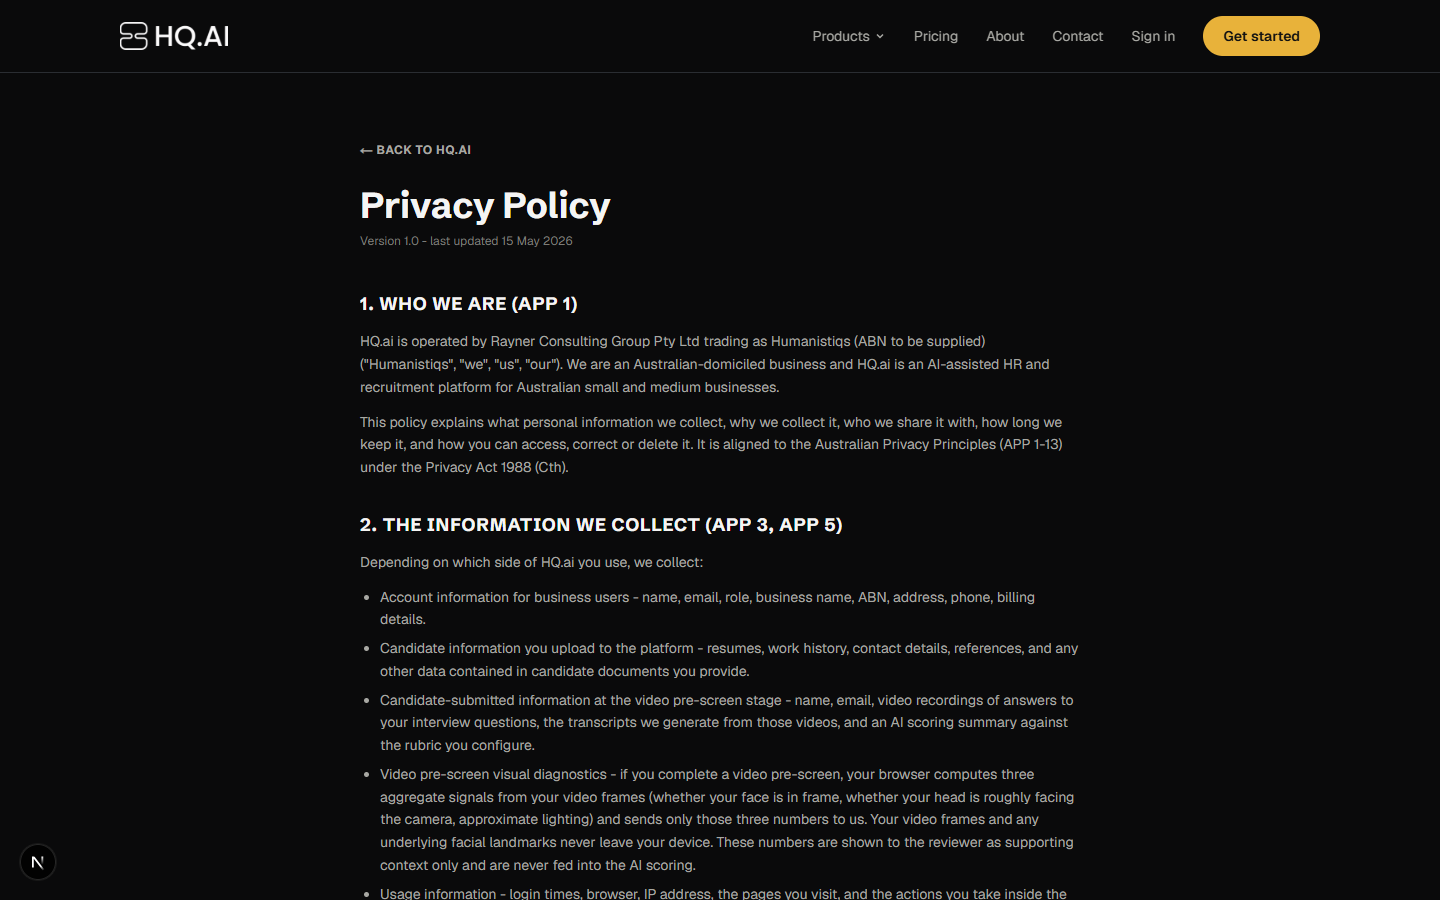 HQ.AI
Products
Pricing
About
Contact
Sign in
Get started
← BACK TO HQ.AI
Privacy Policy
Version 1.0 - last updated 15 May 2026
1. WHO WE ARE (APP 1)
HQ.ai is operated by Rayner Consulting Group Pty Ltd trading as Humanistiqs (ABN to be supplied)
("Humanistiqs", "we", "us", "our"). We are an Australian-domiciled business and HQ.ai is an AI-assisted HR and
recruitment platform for Australian small and medium businesses.
This policy explains what personal information we collect, why we collect it, who we share it with, how long we
keep it, and how you can access, correct or delete it. It is aligned to the Australian Privacy Principles (APP 1-13)
under the Privacy Act 1988 (Cth).
2. THE INFORMATION WE COLLECT (APP 3, APP 5)
Depending on which side of HQ.ai you use, we collect:
• Account information for business users - name, email, role, business name, ABN, address, phone, billing
details.
• Candidate information you upload to the platform - resumes, work history, contact details, references, and any
other data contained in candidate documents you provide.
• Candidate-submitted information at the video pre-screen stage - name, email, video recordings of answers to
your interview questions, the transcripts we generate from those videos, and an AI scoring summary against
the rubric you configure.
• Video pre-screen visual diagnostics - if you complete a video pre-screen, your browser computes three
aggregate signals from your video frames (whether your face is in frame, whether your head is roughly facing
the camera, approximate lighting) and sends only those three numbers to us. Your video frames and any
underlying facial landmarks never leave your device. These numbers are shown to the reviewer as supporting
context only and are never fed into the AI scoring.
• Usage information - login times, browser, IP address, the pages you visit, and the actions you take inside the
N